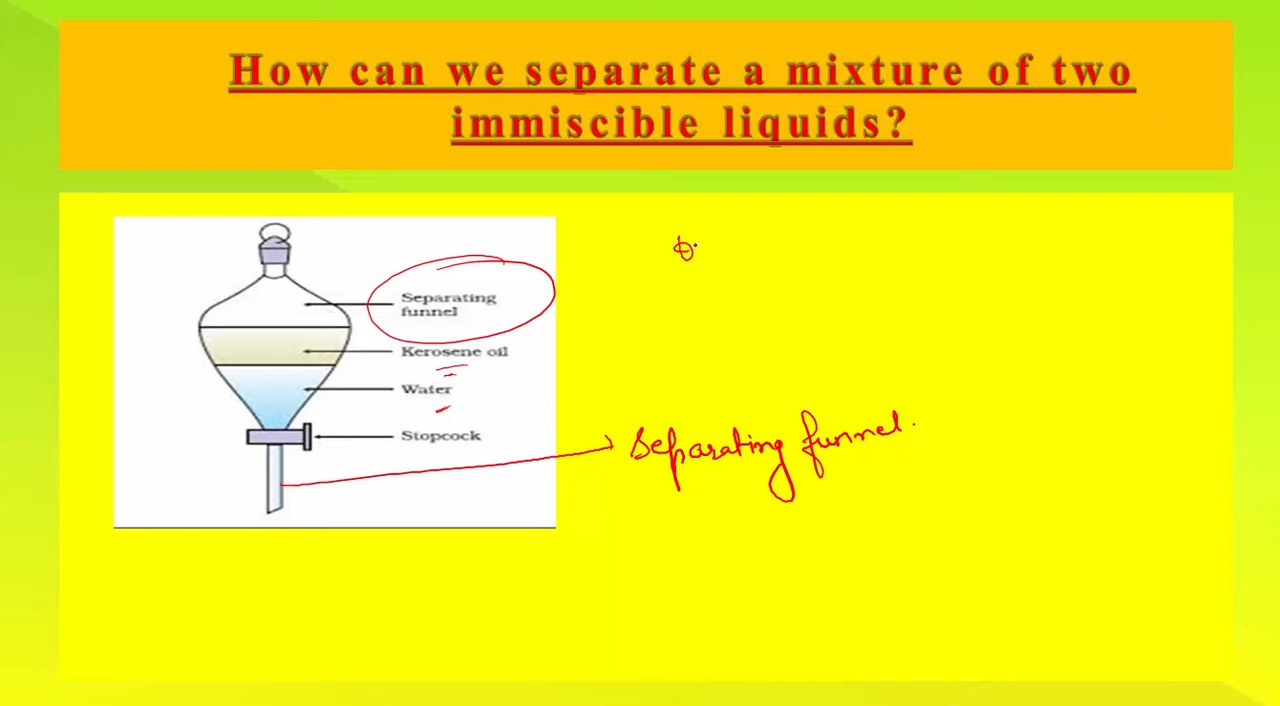 How can we separate a mixture of two
immiscible liquids?
Separating
funnel
Kerosene oil
Water
Stopcock
Separating funnel.